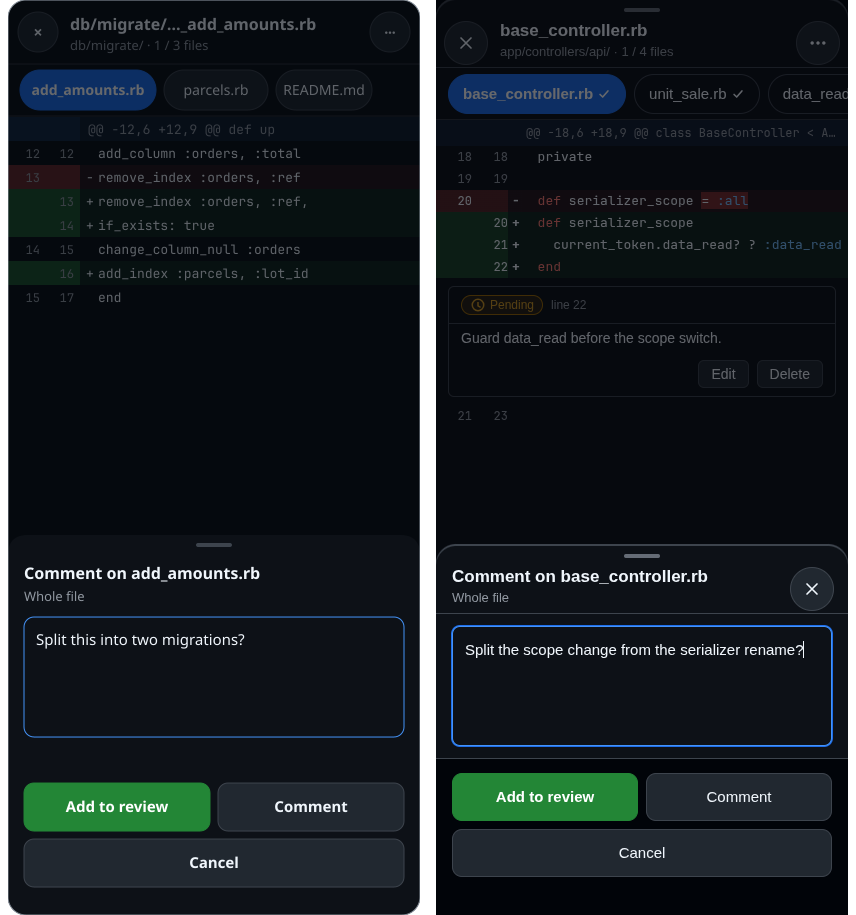 db/migrate/..._add_amounts.rb
db/migrate/ · 1 / 3 files
add_amounts.rb
parcels.rb
README.md
@@ -12,6 +12,9 @@ def up
12 12 add_column :orders, :total
13 - remove_index :orders, :ref
13 + remove_index :orders, :ref,
14 + if_exists: true
14 15 change_column_null :orders
16 + add_index :parcels, :lot_id
15 17 end
Comment on add_amounts.rb
Whole file
Split this into two migrations?
Add to review
Comment
Cancel
base_controller.rb
app/controllers/api/ · 1 / 4 files
base_controller.rb ✓
unit_sale.rb ✓
data_read
@@ -18,6 +18,9 @@ class BaseController < A…
18 18 private
19 19
20 - def serializer_scope = :all
20 + def serializer_scope
21 + current_token.data_read? ? :data_read
22 + end
Pending
line 22
Guard data_read before the scope switch.
Edit
Delete
21 23
Comment on base_controller.rb
Whole file
Split the scope change from the serializer rename?
Add to review
Comment
Cancel